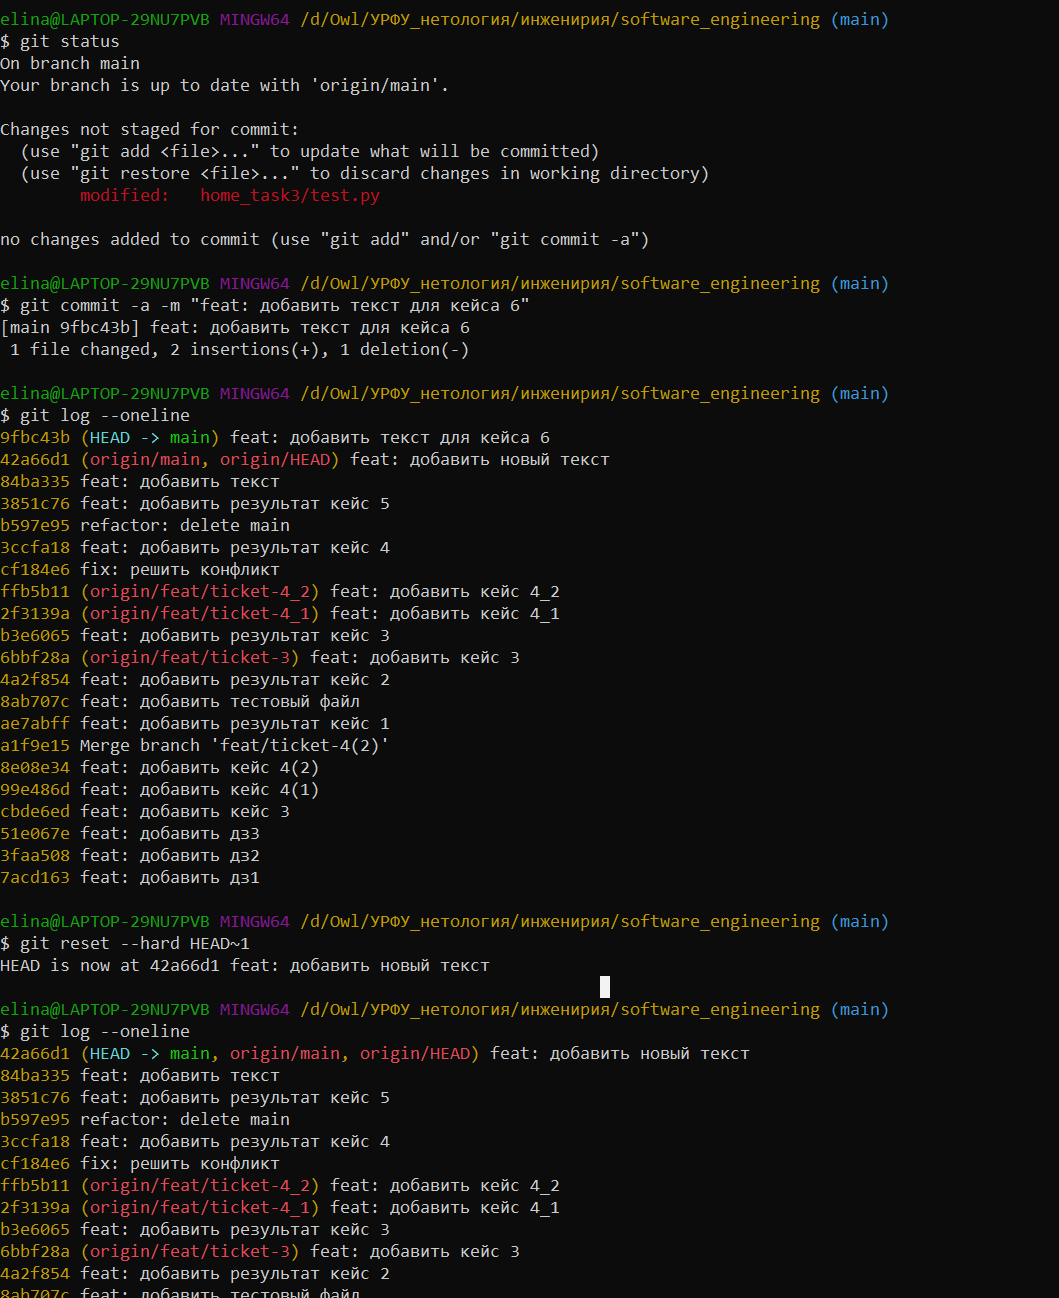 elina@LAPTOP-29NU7PVB MINGW64 /d/Owl/УРФУ_нетология/инженирия/software_engineering (main)
$ git status
On branch main
Your branch is up to date with 'origin/main'.
Changes not staged for commit:
  (use "git add <file>..." to update what will be committed)
  (use "git restore <file>..." to discard changes in working directory)
        modified:   home_task3/test.py
no changes added to commit (use "git add" and/or "git commit -a")
elina@LAPTOP-29NU7PVB MINGW64 /d/Owl/УРФУ_нетология/инженирия/software_engineering (main)
$ git commit -a -m "feat: добавить текст для кейса 6"
[main 9fbc43b] feat: добавить текст для кейса 6
 1 file changed, 2 insertions(+), 1 deletion(-)
elina@LAPTOP-29NU7PVB MINGW64 /d/Owl/УРФУ_нетология/инженирия/software_engineering (main)
$ git log --oneline
9fbc43b (HEAD -> main) feat: добавить текст для кейса 6
42a66d1 (origin/main, origin/HEAD) feat: добавить новый текст
84ba335 feat: добавить текст
3851c76 feat: добавить результат кейс 5
b597e95 refactor: delete main
3ccfa18 feat: добавить результат кейс 4
cf184e6 fix: решить конфликт
ffb5b11 (origin/feat/ticket-4_2) feat: добавить кейс 4_2
2f3139a (origin/feat/ticket-4_1) feat: добавить кейс 4_1
b3e6065 feat: добавить результат кейс 3
6bbf28a (origin/feat/ticket-3) feat: добавить кейс 3
4a2f854 feat: добавить результат кейс 2
8ab707c feat: добавить тестовый файл
ae7abff feat: добавить результат кейс 1
a1f9e15 Merge branch 'feat/ticket-4(2)'
8e08e34 feat: добавить кейс 4(2)
99e486d feat: добавить кейс 4(1)
cbde6ed feat: добавить кейс 3
51e067e feat: добавить дз3
3faa508 feat: добавить дз2
7acd163 feat: добавить дз1
elina@LAPTOP-29NU7PVB MINGW64 /d/Owl/УРФУ_нетология/инженирия/software_engineering (main)
$ git reset --hard HEAD~1
HEAD is now at 42a66d1 feat: добавить новый текст
elina@LAPTOP-29NU7PVB MINGW64 /d/Owl/УРФУ_нетология/инженирия/software_engineering (main)
$ git log --oneline
42a66d1 (HEAD -> main, origin/main, origin/HEAD) feat: добавить новый текст
84ba335 feat: добавить текст
3851c76 feat: добавить результат кейс 5
b597e95 refactor: delete main
3ccfa18 feat: добавить результат кейс 4
cf184e6 fix: решить конфликт
ffb5b11 (origin/feat/ticket-4_2) feat: добавить кейс 4_2
2f3139a (origin/feat/ticket-4_1) feat: добавить кейс 4_1
b3e6065 feat: добавить результат кейс 3
6bbf28a (origin/feat/ticket-3) feat: добавить кейс 3
4a2f854 feat: добавить результат кейс 2
8ab707c feat: добавить тестовый файл